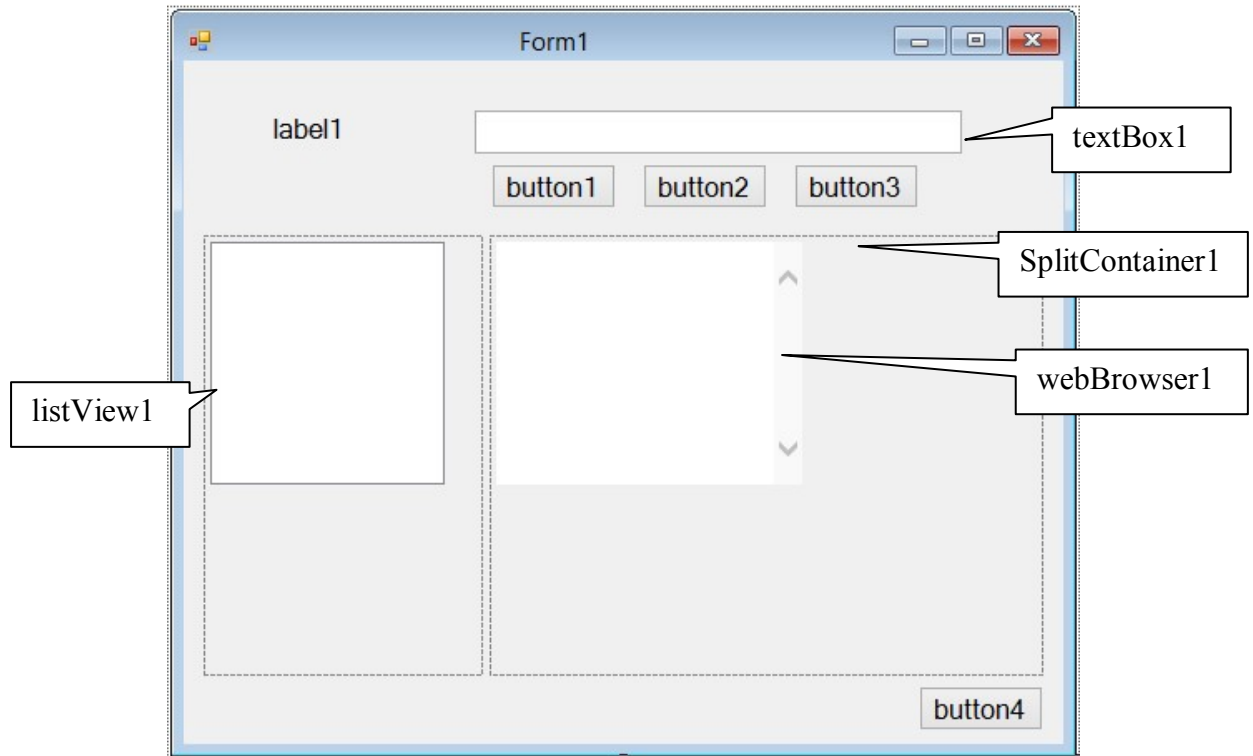 Form1
label1
textBox1
button1 button2 button3
SplitContainer1
webBrowser1
listView1
button4